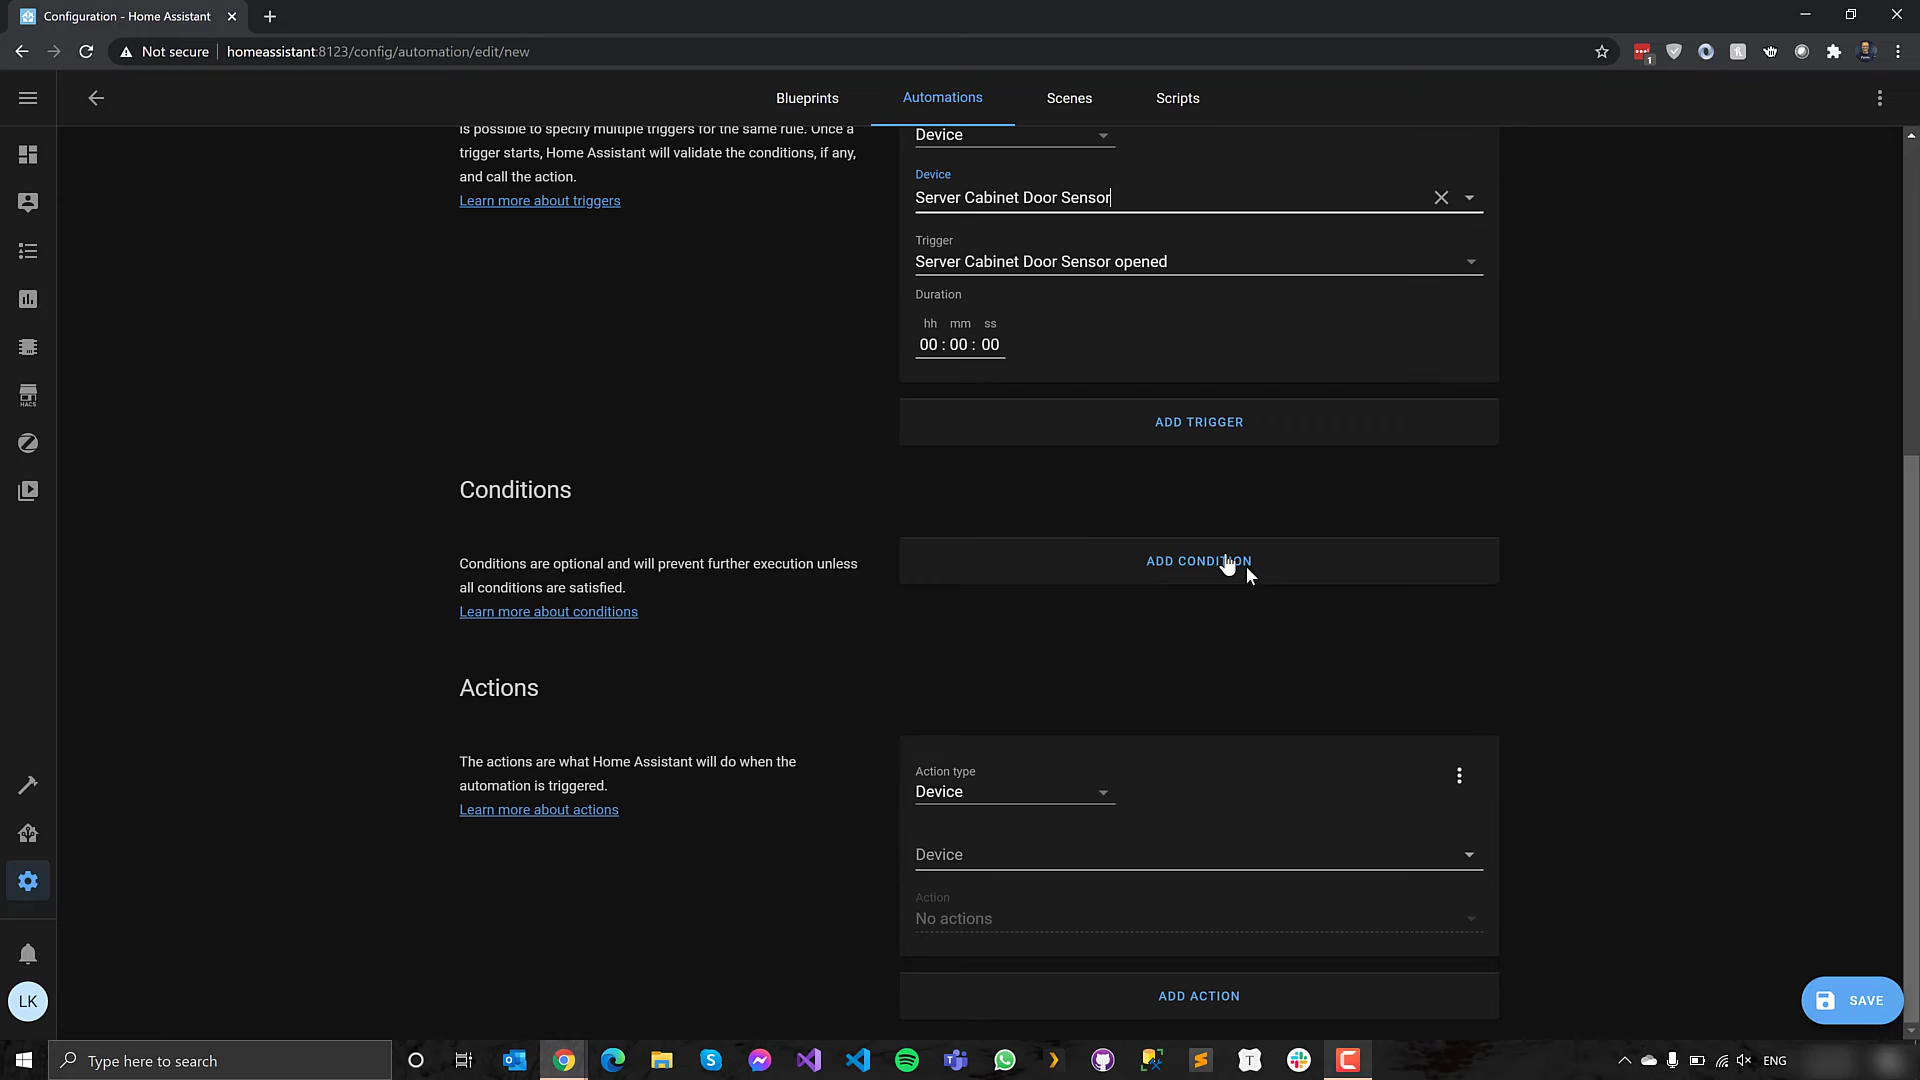 Configuration - Home Assistant
Not secure
homeassistant:8123/config/automation/edit/new
1
Blueprints
Automations
Scenes
Scripts
is possible to specify multiple triggers for the same rule. Once a
trigger starts, Home Assistant will validate the conditions, if any,
and call the action.
Learn more about triggers
Device
Device
Server Cabinet Door Sensor
Trigger
Server Cabinet Door Sensor opened
Duration
hh mm ss
00 : 00 : 00
ADD TRIGGER
HACS
Conditions
Conditions are optional and will prevent further execution unless
all conditions are satisfied.
Learn more about conditions
ADD CONDITION
Actions
The actions are what Home Assistant will do when the
automation is triggered.
Learn more about actions
Action type
Device
Device
Action
No actions
ADD ACTION
LK
SAVE
Type here to search
T
ENG